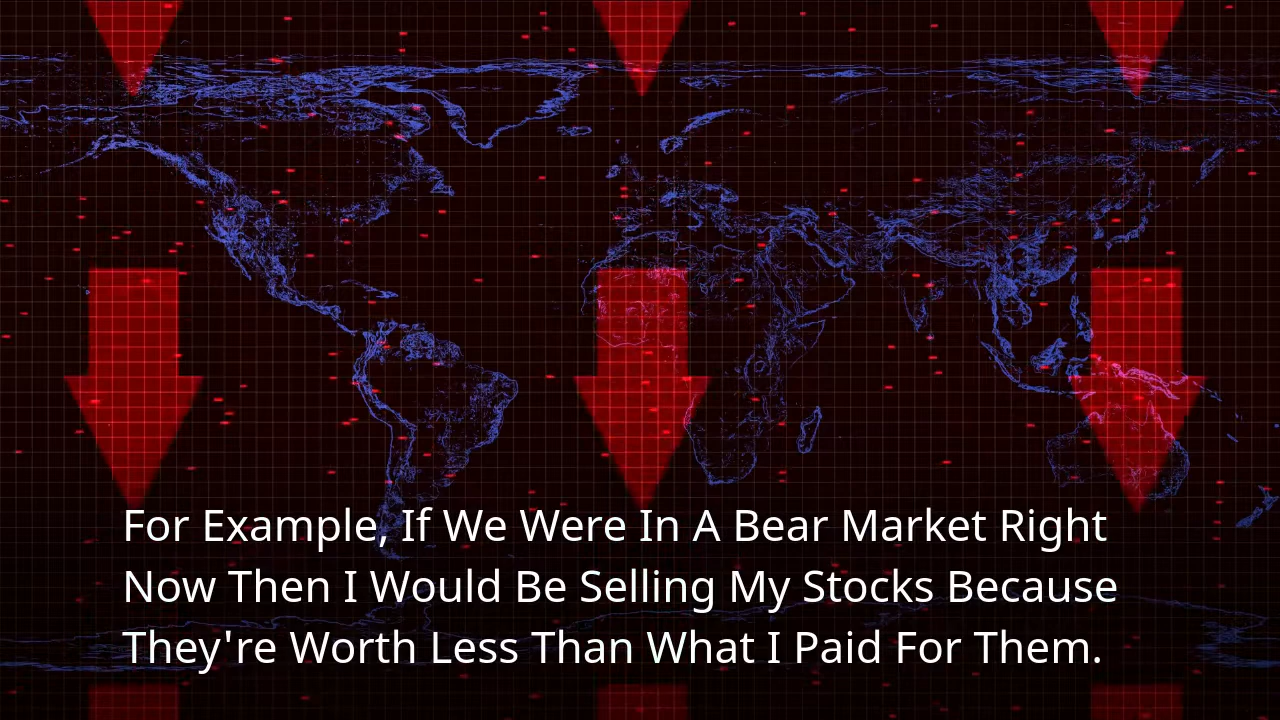 For Example, If We Were In A Bear Market Right
Now Then I Would Be Selling My Stocks Because
They're Worth Less Than What I Paid For Them.